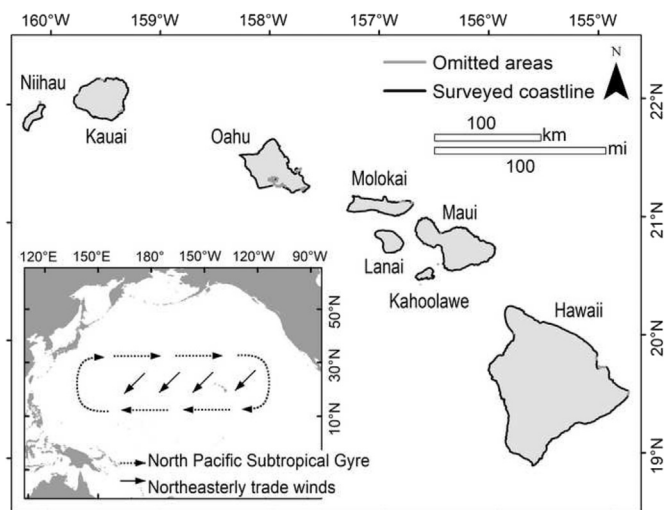 160°W 159°W 158°W 157°W 156°W 155°W
N
Niihau
Kauai
Oahu
Molokai
Maui
Lanai
Kahoolawe
Hawaii
Omitted areas
Surveyed coastline
100
km
mi
100
22°N
21°N
20°N
19°N
120°E 150°E 180°W 150°W 120°W 90°W
50°N
30°N
10°N
North Pacific Subtropical Gyre
Northeasterly trade winds